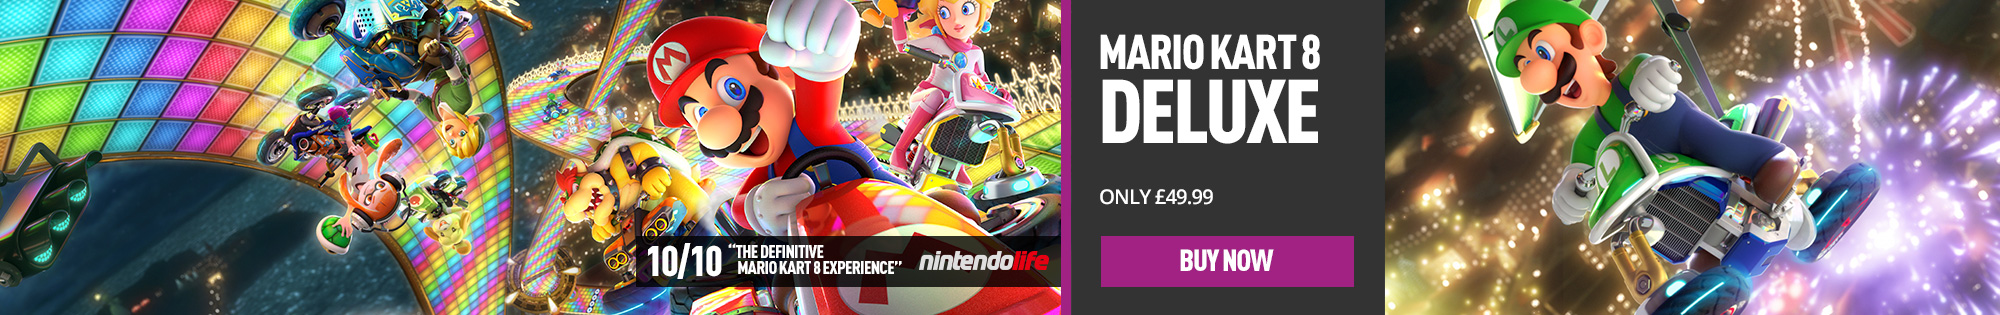 10/10
"THE DEFINITIVE
MARIO KART 8 EXPERIENCE"
nintendolife
MARIO KART 8
DELUXE
ONLY £49.99
BUY NOW
M
L
L